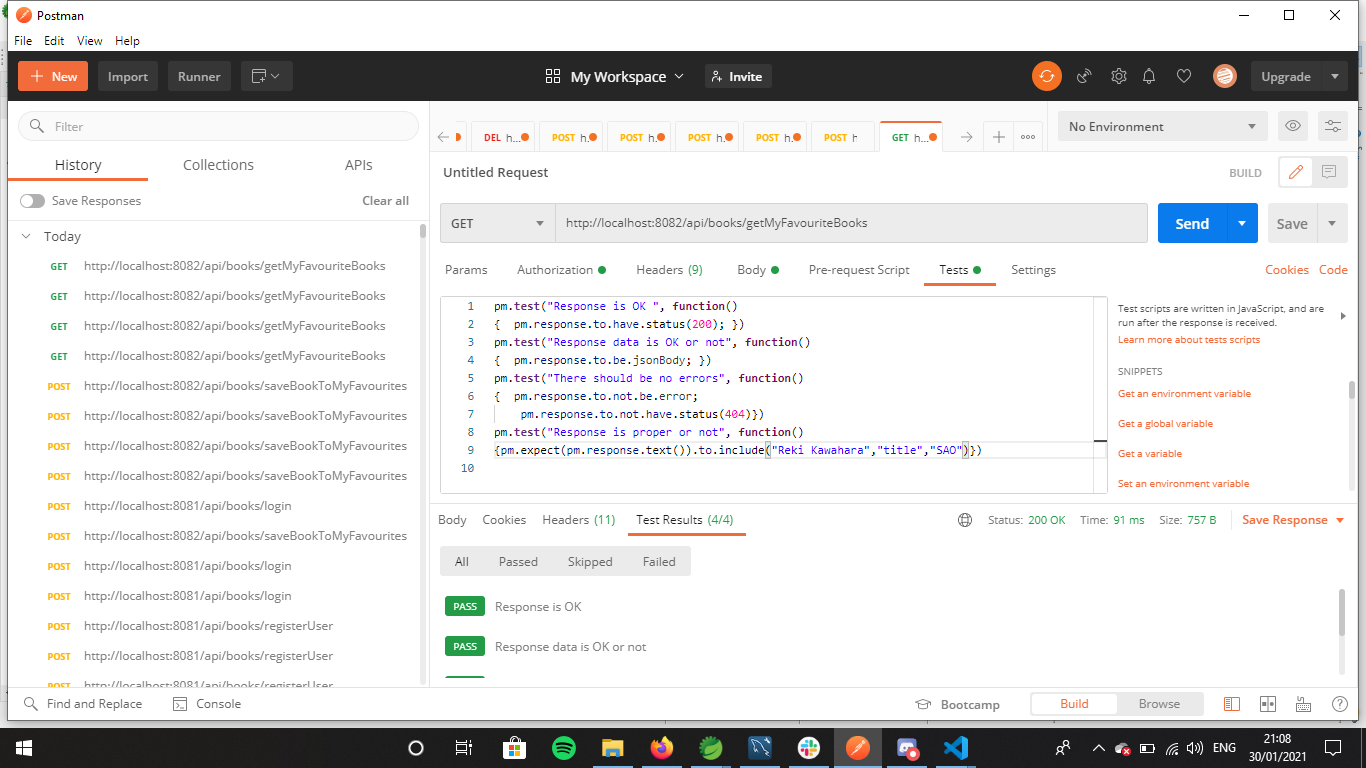 Postman
File Edit View Help
New Import Runner My Workspace Invite Upgrade
Filter
History Collections APIs
Save Responses Clear all
Today
GET http://localhost:8082/api/books/getMyFavouriteBooks
GET http://localhost:8082/api/books/getMyFavouriteBooks
GET http://localhost:8082/api/books/getMyFavouriteBooks
GET http://localhost:8082/api/books/getMyFavouriteBooks
POST http://localhost:8082/api/books/saveBookToMyFavourites
POST http://localhost:8082/api/books/saveBookToMyFavourites
POST http://localhost:8082/api/books/saveBookToMyFavourites
POST http://localhost:8082/api/books/saveBookToMyFavourites
POST http://localhost:8081/api/books/login
POST http://localhost:8082/api/books/saveBookToMyFavourites
POST http://localhost:8081/api/books/login
POST http://localhost:8081/api/books/login
POST http://localhost:8081/api/books/registerUser
POST http://localhost:8081/api/books/registerUser
POST http://localhost:8081/api/books/registerUser
DEL h... POST h. POST h. POST h. POST h. POST h GET h...
No Environment
Untitled Request BUILD
GET http://localhost:8082/api/books/getMyFavouriteBooks Send Save
Params Authorization Headers (9) Body Pre-request Script Tests Settings Cookies Code
1 pm.test("Response is OK ", function()
2 { pm.response.to.have.status(200); })
3 pm.test("Response data is OK or not", function()
4 { pm.response.to.be.jsonBody; })
5 pm.test("There should be no errors", function()
6 { pm.response.to.not.be.error;
7 pm.response.to.not.have.status(404)})
8 pm.test("Response is proper or not", function()
9 {pm.expect(pm.response.text()).to.include("Reki Kawahara","title","SAO")})
10
Test scripts are written in JavaScript, and are
run after the response is received.
Learn more about tests scripts
SNIPPETS
Get an environment variable
Get a global variable
Get a variable
Set an environment variable
Body Cookies Headers (11) Test Results (4/4) Status: 200 OK Time: 91 ms Size: 757 B Save Response
All Passed Skipped Failed
PASS Response is OK
PASS Response data is OK or not
Find and Replace Console Bootcamp Build Browse
ENG
21:08
30/01/2021